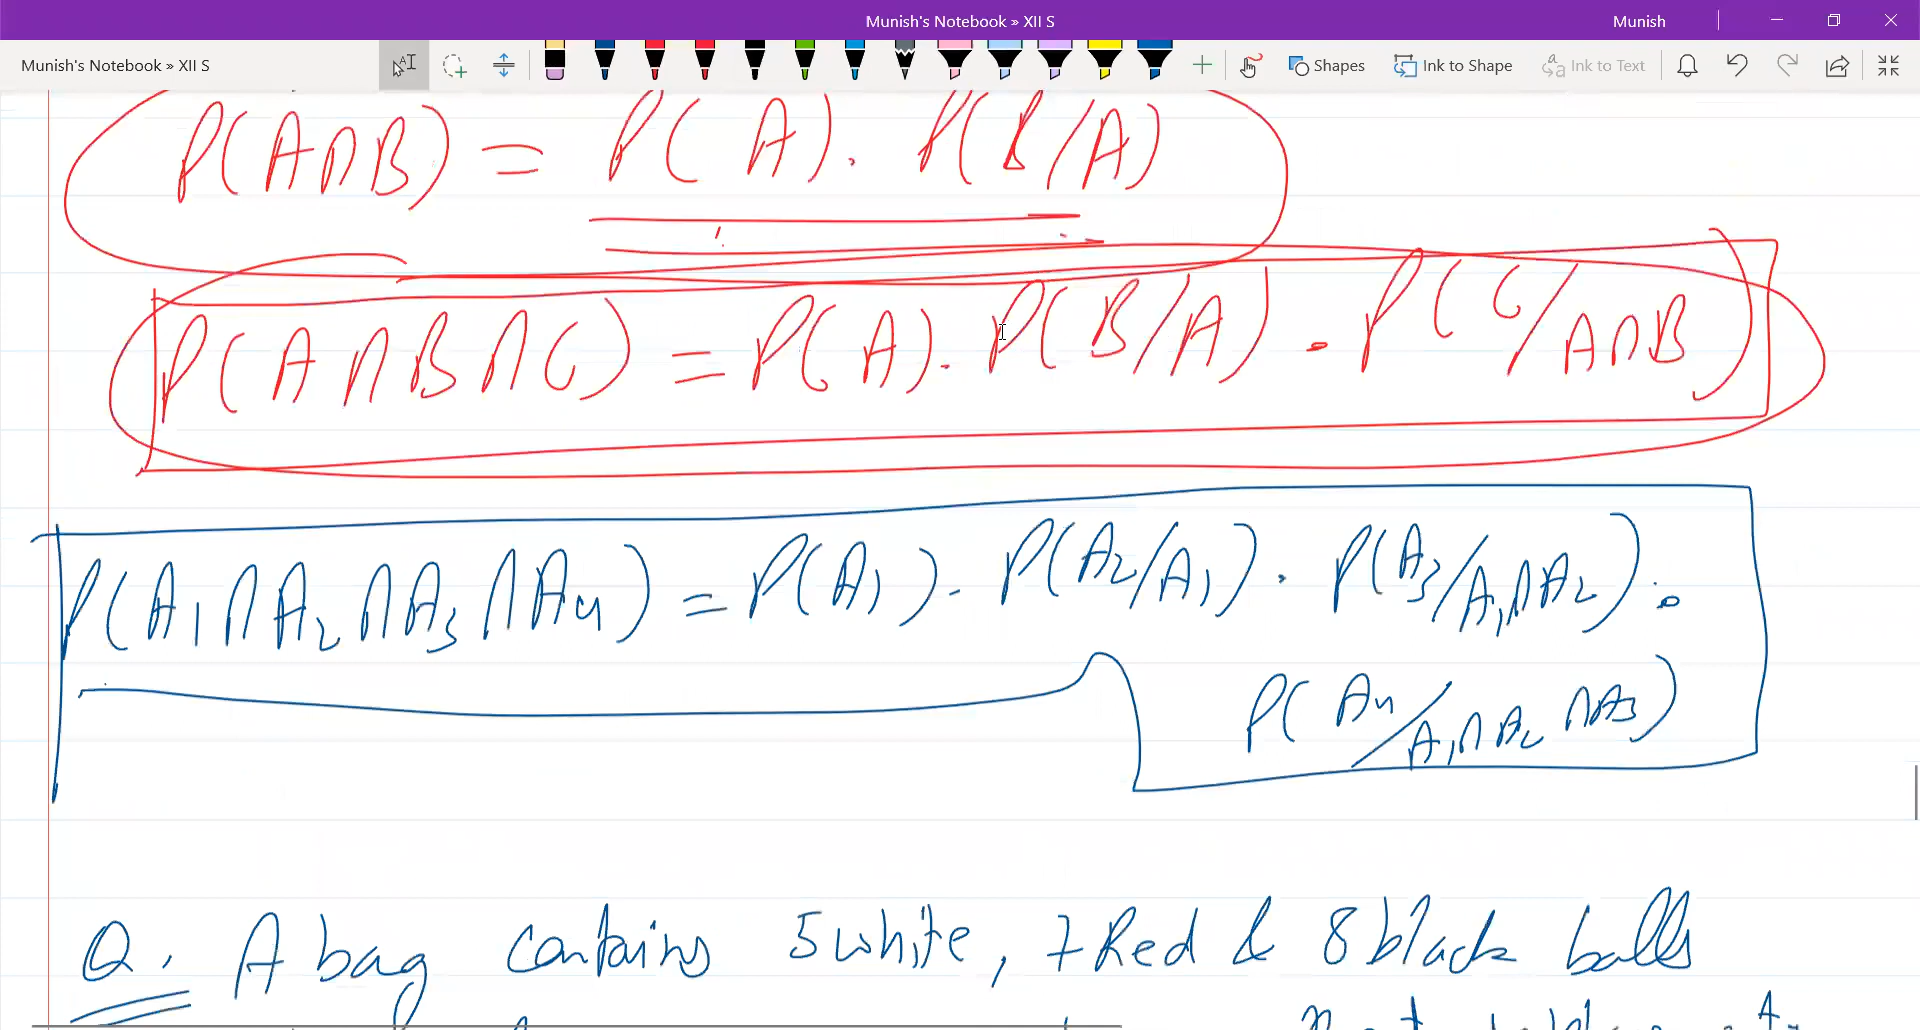 Munish's Notebook » XII S
Munish
Munish's Notebook » XII S
Shapes
Ink to Shape
Ink to Text
P(A∩B) = P(A). P(B/A)
P(A∩B∩C) = P(A). P(B/A) . P(C/A∩B)
P(A1∩A2∩A3∩A4) = P(A1). P(A2/A1). P(A3/A1∩A2).
P(A4/A1∩A2∩A3)
Q. A bag contains 5 white, 7 Red & 8 black balls